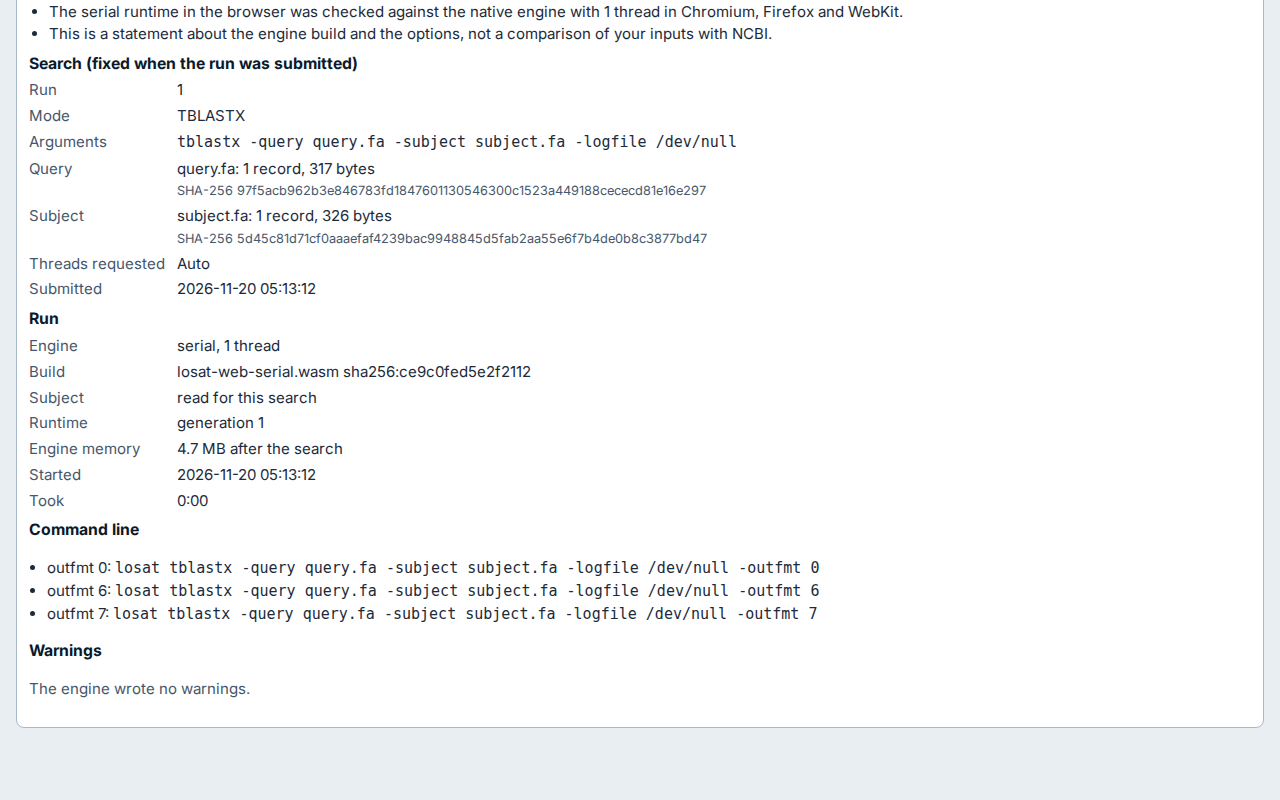 • The serial runtime in the browser was checked against the native engine with 1 thread in Chromium, Firefox and WebKit.
• This is a statement about the engine build and the options, not a comparison of your inputs with NCBI.
Search (fixed when the run was submitted)
Run 1
Mode TBLASTX
Arguments tblastx -query query.fa -subject subject.fa -logfile /dev/null
Query query.fa: 1 record, 317 bytes
SHA-256 97f5acb962b3e846783fd1847601130546300c1523a449188cececd81e16e297
Subject subject.fa: 1 record, 326 bytes
SHA-256 5d45c81d71cf0aaaefaf4239bac9948845d5fab2aa55e6f7b4de0b8c3877bd47
Threads requested Auto
Submitted 2026-11-20 05:13:12
Run
Engine serial, 1 thread
Build losat-web-serial.wasm sha256:ce9c0fed5e2f2112
Subject read for this search
Runtime generation 1
Engine memory 4.7 MB after the search
Started 2026-11-20 05:13:12
Took 0:00
Command line
• outfmt 0: losat tblastx -query query.fa -subject subject.fa -logfile /dev/null -outfmt 0
• outfmt 6: losat tblastx -query query.fa -subject subject.fa -logfile /dev/null -outfmt 6
• outfmt 7: losat tblastx -query query.fa -subject subject.fa -logfile /dev/null -outfmt 7
Warnings
The engine wrote no warnings.